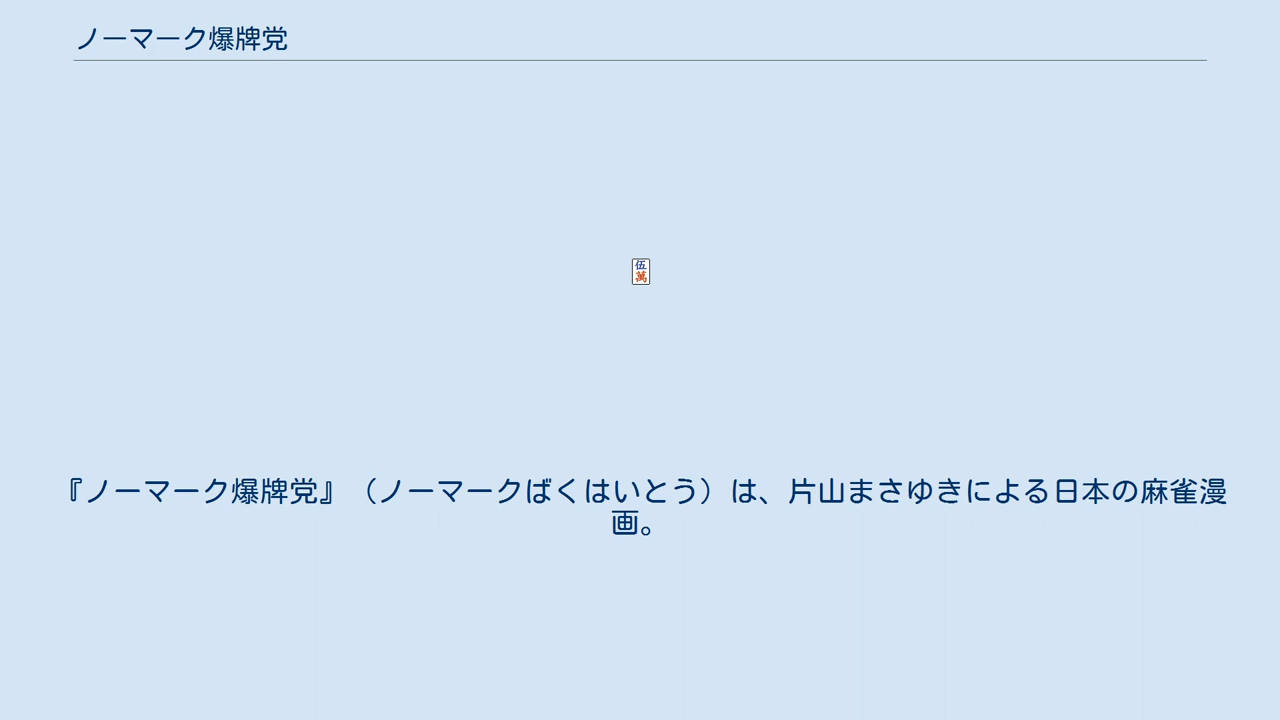 ノーマーク爆牌党
伍
萬
『ノーマーク爆牌党』（ノーマークばくはいとう）は、片山まさゆきによる日本の麻雀漫
画。